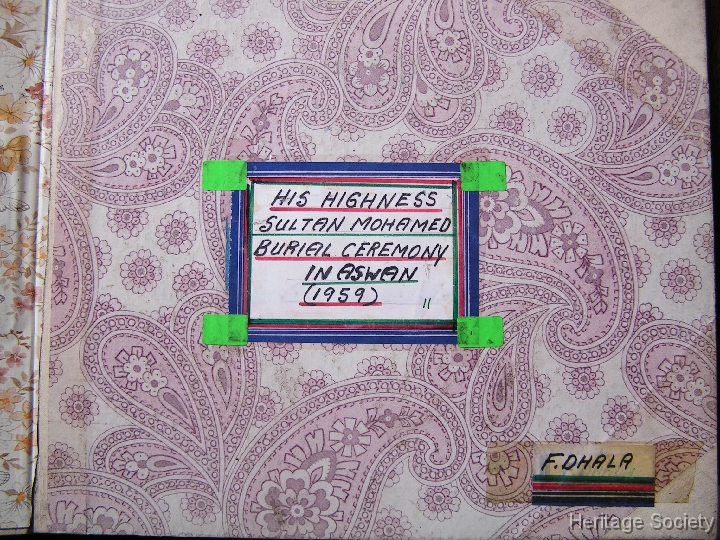 HIS HIGHNESS
SULTAN MOHAMED
BURIAL CEREMONY
IN ASWAN
(1959) "
F. DHALA
Heritage Society